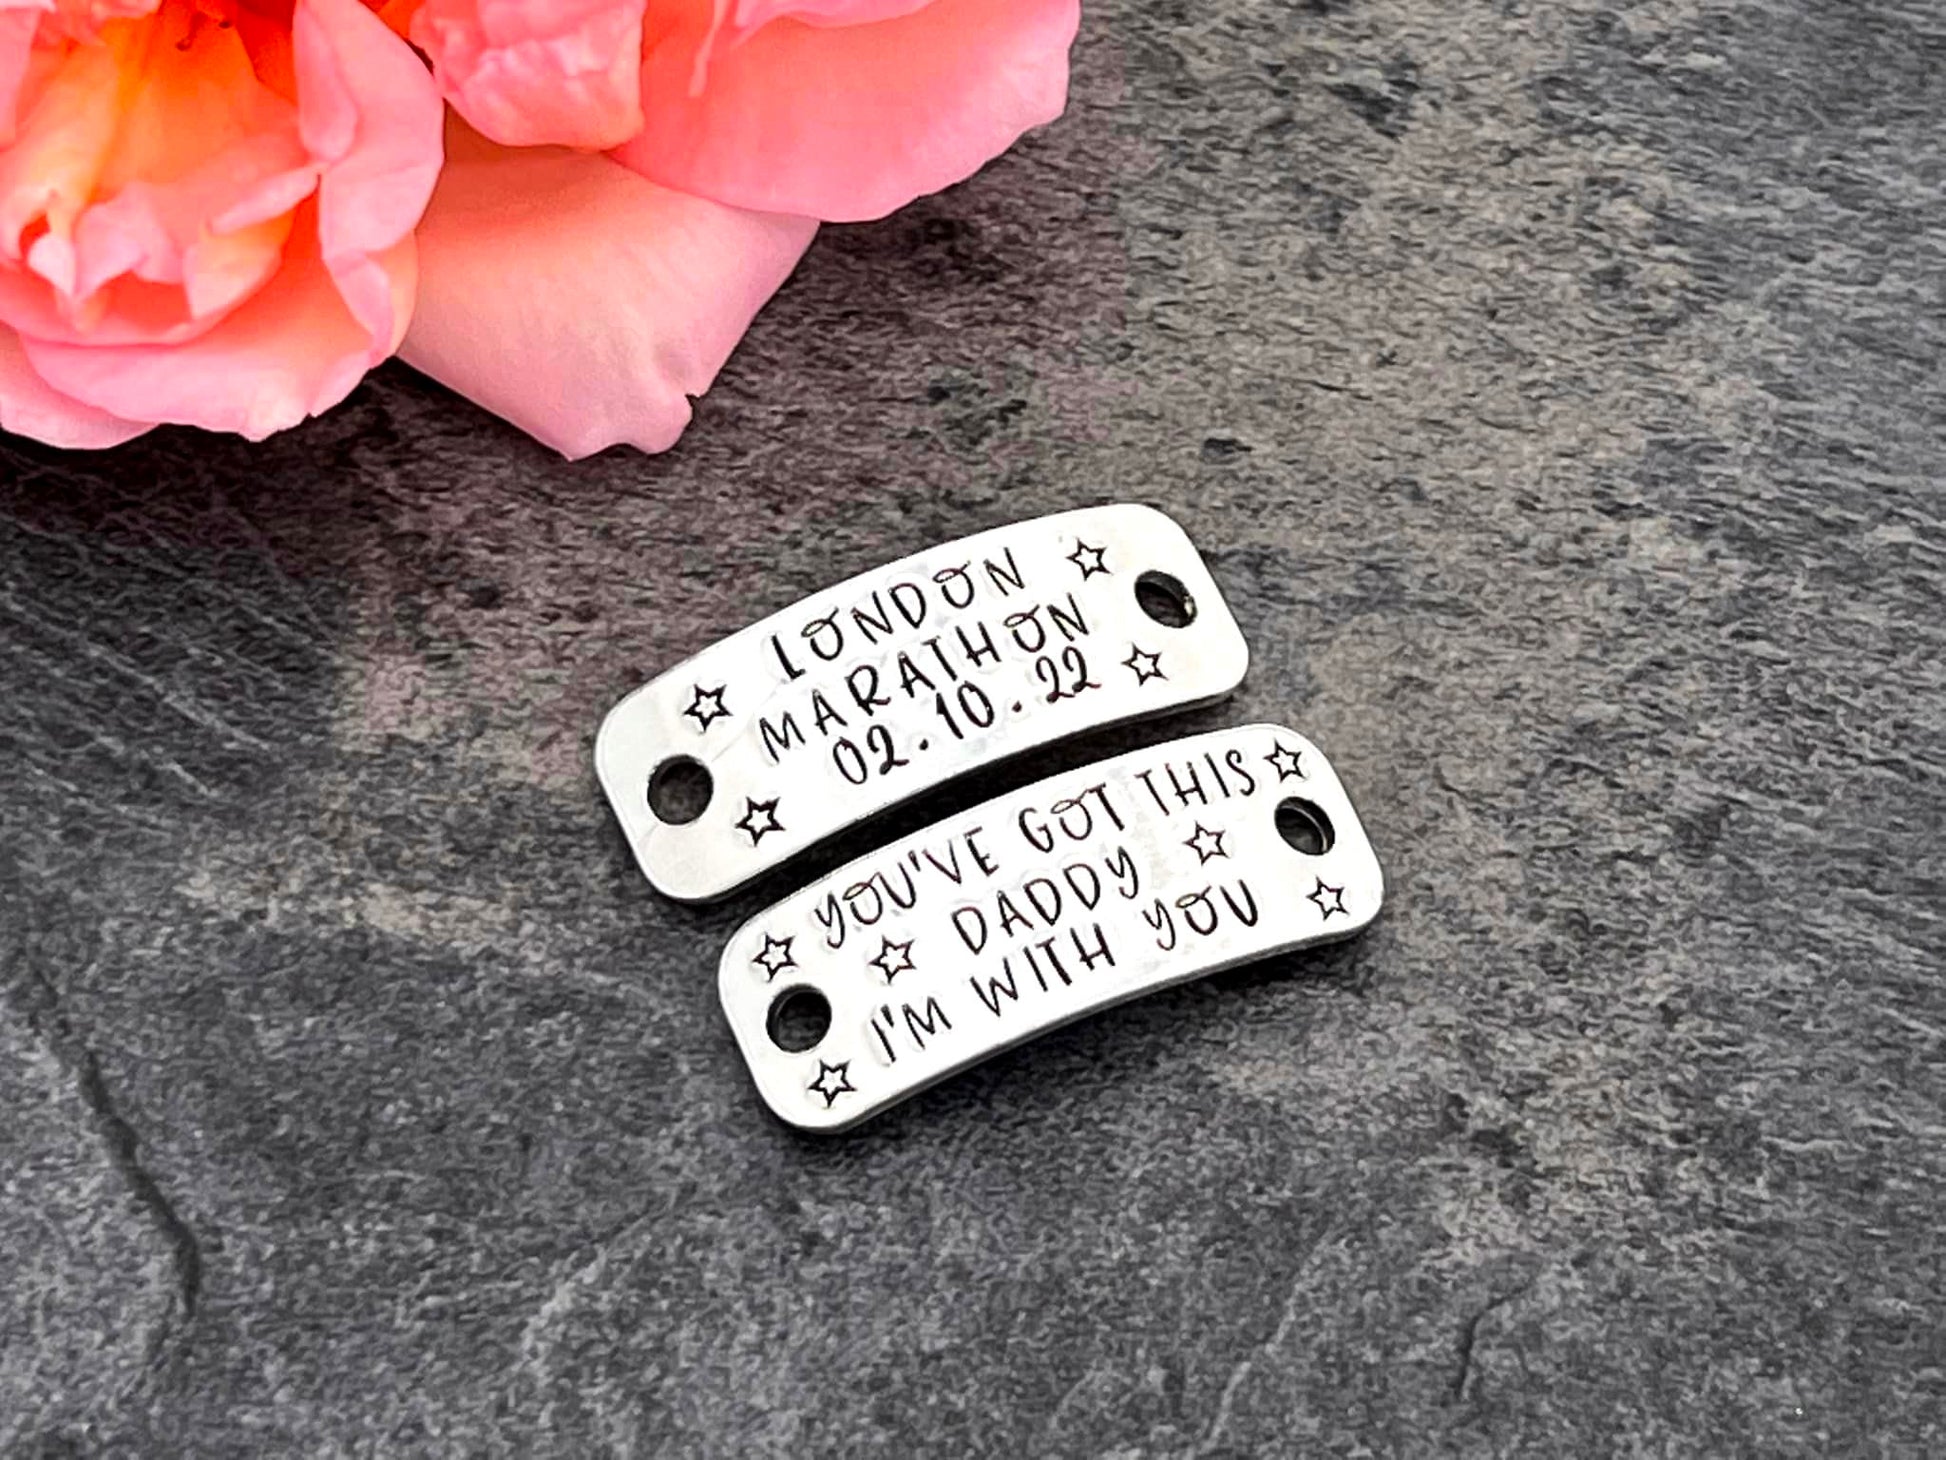 LONDON
MARATHON
02.10.22
YOU'VE GOT THIS
DADDY
I'M WITH YOU